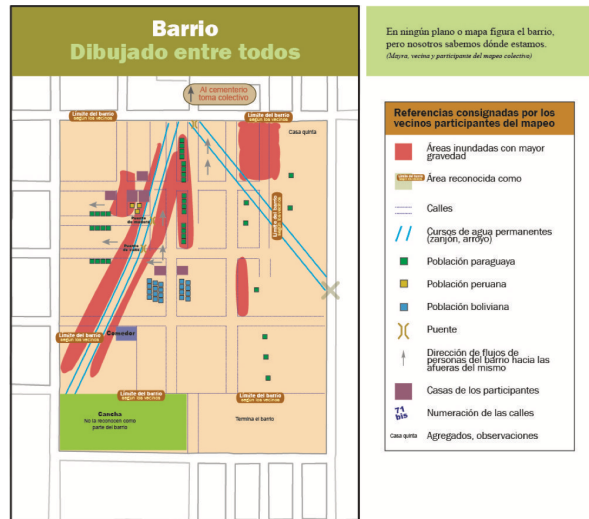 Barrio
Dibujado entre todos
En ningún plano o mapa figura el barrio,
pero nosotros sabemos dónde estamos.
(Mayra, vecina y participante del mapeo colectivo)
Al cementerio
toma colectivo
Límite del barrio
según los vecinos
Límite del barrio
según los vecinos
Casa quinta
Límite del barrio
según los vecinos
Puente
Puente
Límite del barrio
según los vecinos
Comedor
Límite del barrio
según los vecinos
Límite del barrio
según los vecinos
Cancha
No la reconocen como
parte del barrio
Termina el barrio
Referencias consignadas por los
vecinos participantes del mapeo
Áreas inundadas con mayor
gravedad
Área reconocida como
Calles
Cursos de agua permanentes
(zanjón, arroyo)
Población paraguaya
Población peruana
Población boliviana
Puente
Dirección de flujos de
personas del barrio hacia las
afueras del mismo
Casas de los participantes
71
bis
Numeración de las calles
Casa quinta
Agregados, observaciones